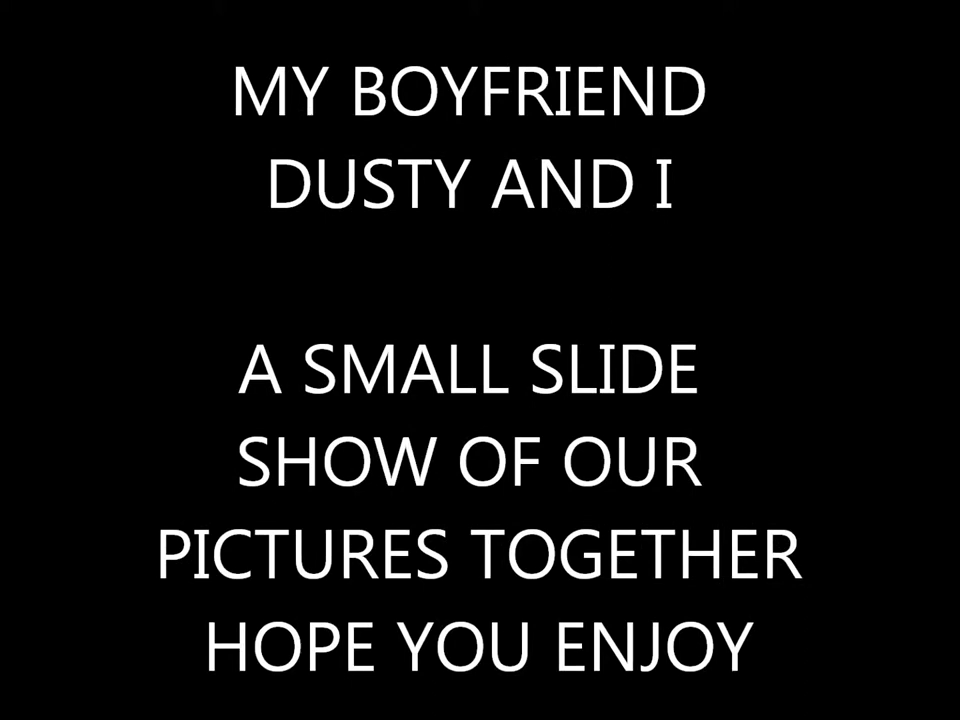 MY BOYFRIEND
DUSTY AND I
A SMALL SLIDE
SHOW OF OUR
PICTURES TOGETHER
HOPE YOU ENJOY